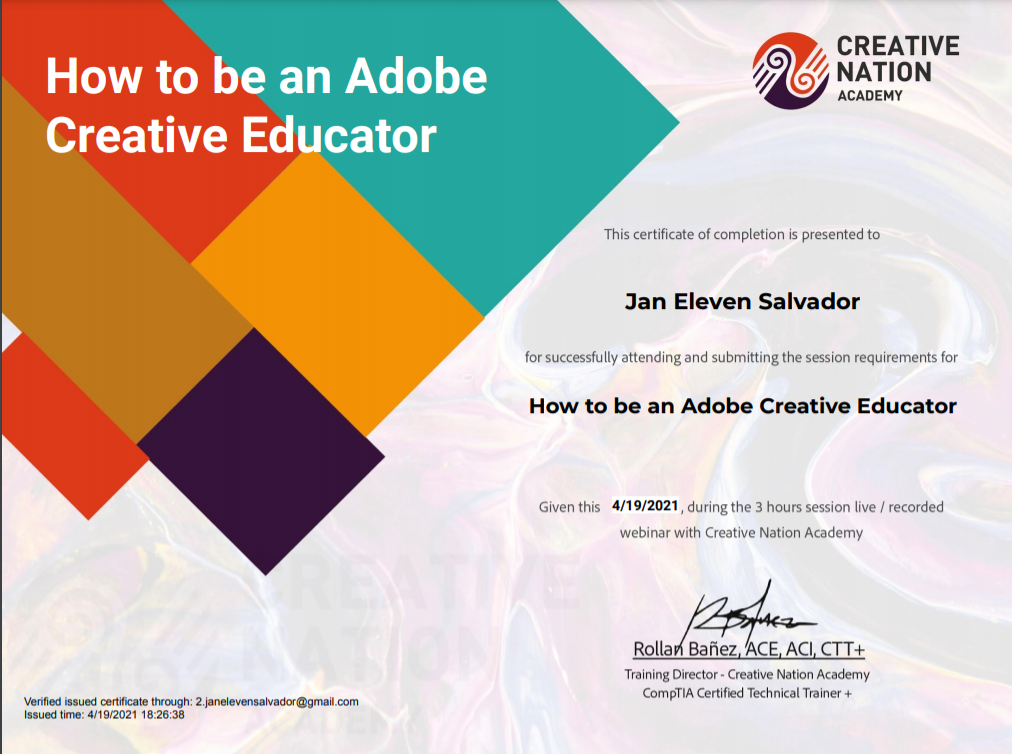 How to be an Adobe
Creative Educator
CREATIVE
NATION
ACADEMY
This certificate of completion is presented to
Jan Eleven Salvador
for successfully attending and submitting the session requirements for
How to be an Adobe Creative Educator
Given this 4/19/2021, during the 3 hours session live / recorded
webinar with Creative Nation Academy
CREATIVE
NATION
ACADEMY
Rollan Bañez, ACE, ACI, CTT+
Training Director - Creative Nation Academy
CompTIA Certified Technical Trainer +
Verified issued certificate through: 2.janelevensalvador@gmail.com
Issued time: 4/19/2021 18:26:38